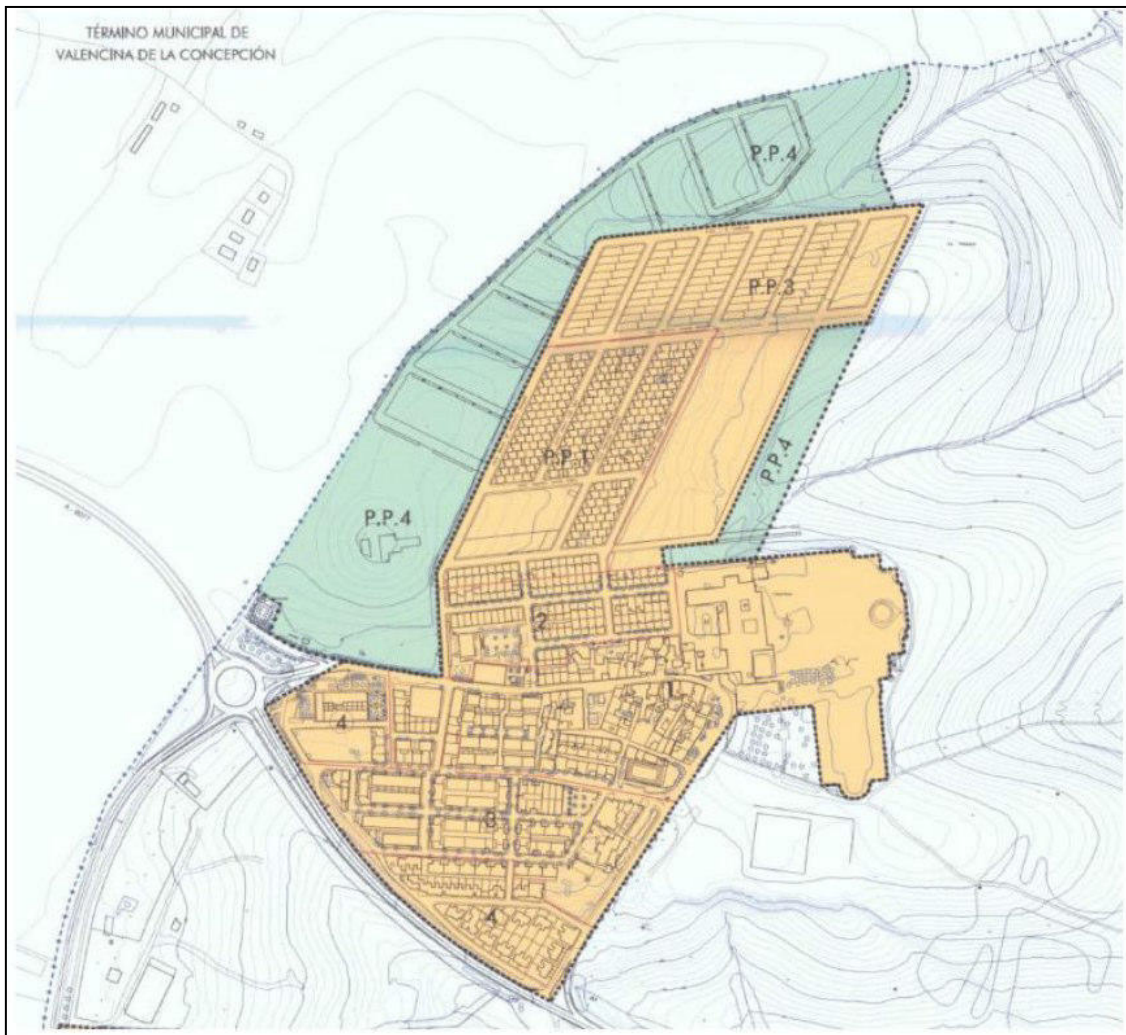 TÉRMINO MUNICIPAL DE
VALENCINA DE LA CONCEPCIÓN
P.P.4
P.P.3
P.P.1
P.P.4
P.P.4
2
1
4
3
4